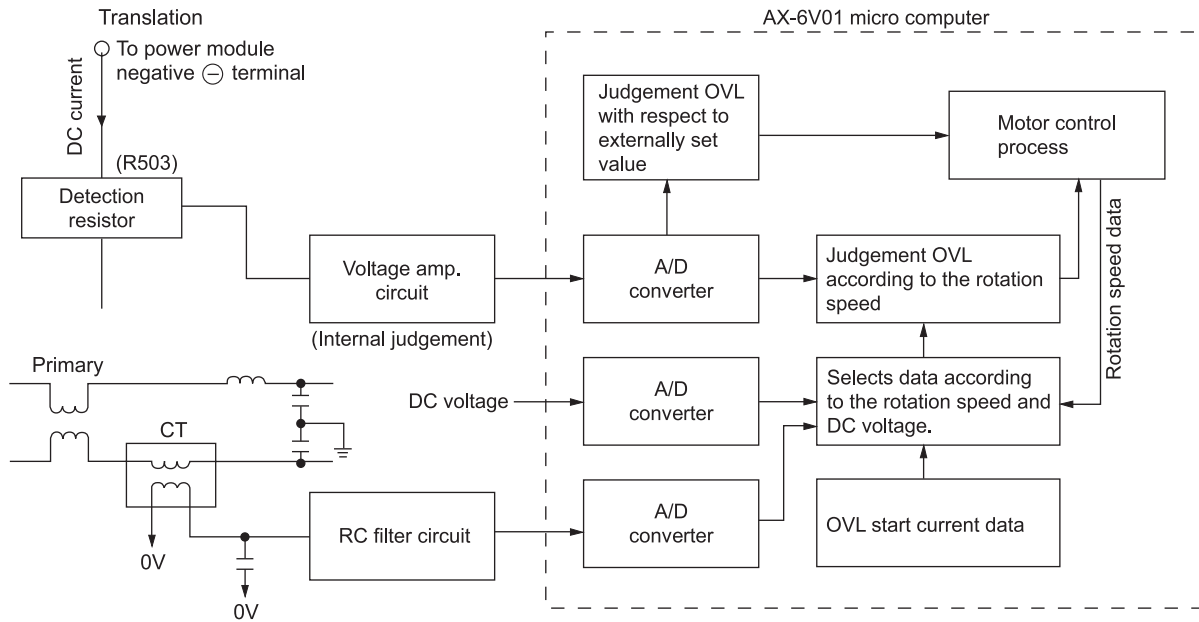 Translation
AX-6V01 micro computer
To power module
negative ⊖ terminal
DC current
(R503)
Detection
resistor
Judgement OVL
with respect to
externally set
value
Motor control
process
Voltage amp.
circuit
(Internal judgement)
A/D
converter
Judgement OVL
according to the rotation
speed
Rotation speed data
Primary
DC voltage
A/D
converter
Selects data according
to the rotation speed and
DC voltage.
CT
0V
0V
RC filter circuit
A/D
converter
OVL start current data